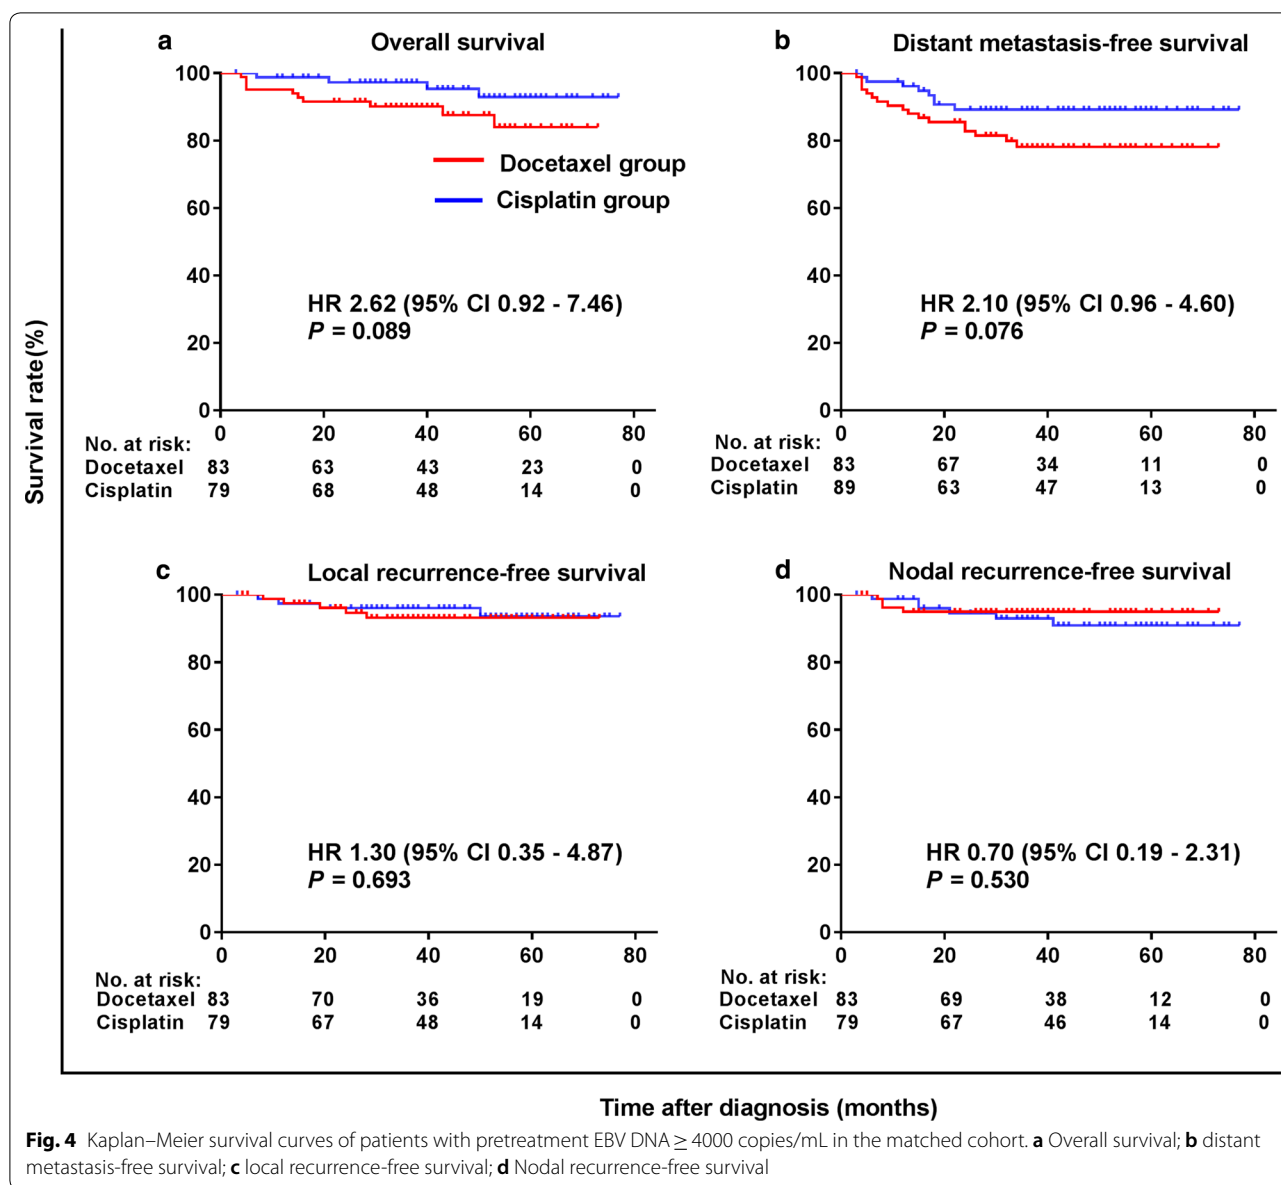 a
Overall survival
100
80
60
40
20
0
0 20 40 60 80
Docetaxel group
Cisplatin group
HR 2.62 (95% CI 0.92 - 7.46)
P = 0.089
No. at risk:
Docetaxel 83 63 43 23 0
Cisplatin 79 68 48 14 0
b
Distant metastasis-free survival
100
80
60
40
20
0
0 20 40 60 80
HR 2.10 (95% CI 0.96 - 4.60)
P = 0.076
No. at risk:
Docetaxel 83 67 34 11 0
Cisplatin 89 63 47 13 0
Survival rate(%)
c
Local recurrence-free survival
100
80
60
40
20
0
0 20 40 60 80
HR 1.30 (95% CI 0.35 - 4.87)
P = 0.693
No. at risk:
Docetaxel 83 70 36 19 0
Cisplatin 79 67 48 14 0
d
Nodal recurrence-free survival
100
80
60
40
20
0
0 20 40 60 80
HR 0.70 (95% CI 0.19 - 2.31)
P = 0.530
No. at risk:
Docetaxel 83 69 38 12 0
Cisplatin 79 67 46 14 0
Time after diagnosis (months)
Fig. 4 Kaplan–Meier survival curves of patients with pretreatment EBV DNA ≥ 4000 copies/mL in the matched cohort. a Overall survival; b distant
metastasis-free survival; c local recurrence-free survival; d Nodal recurrence-free survival